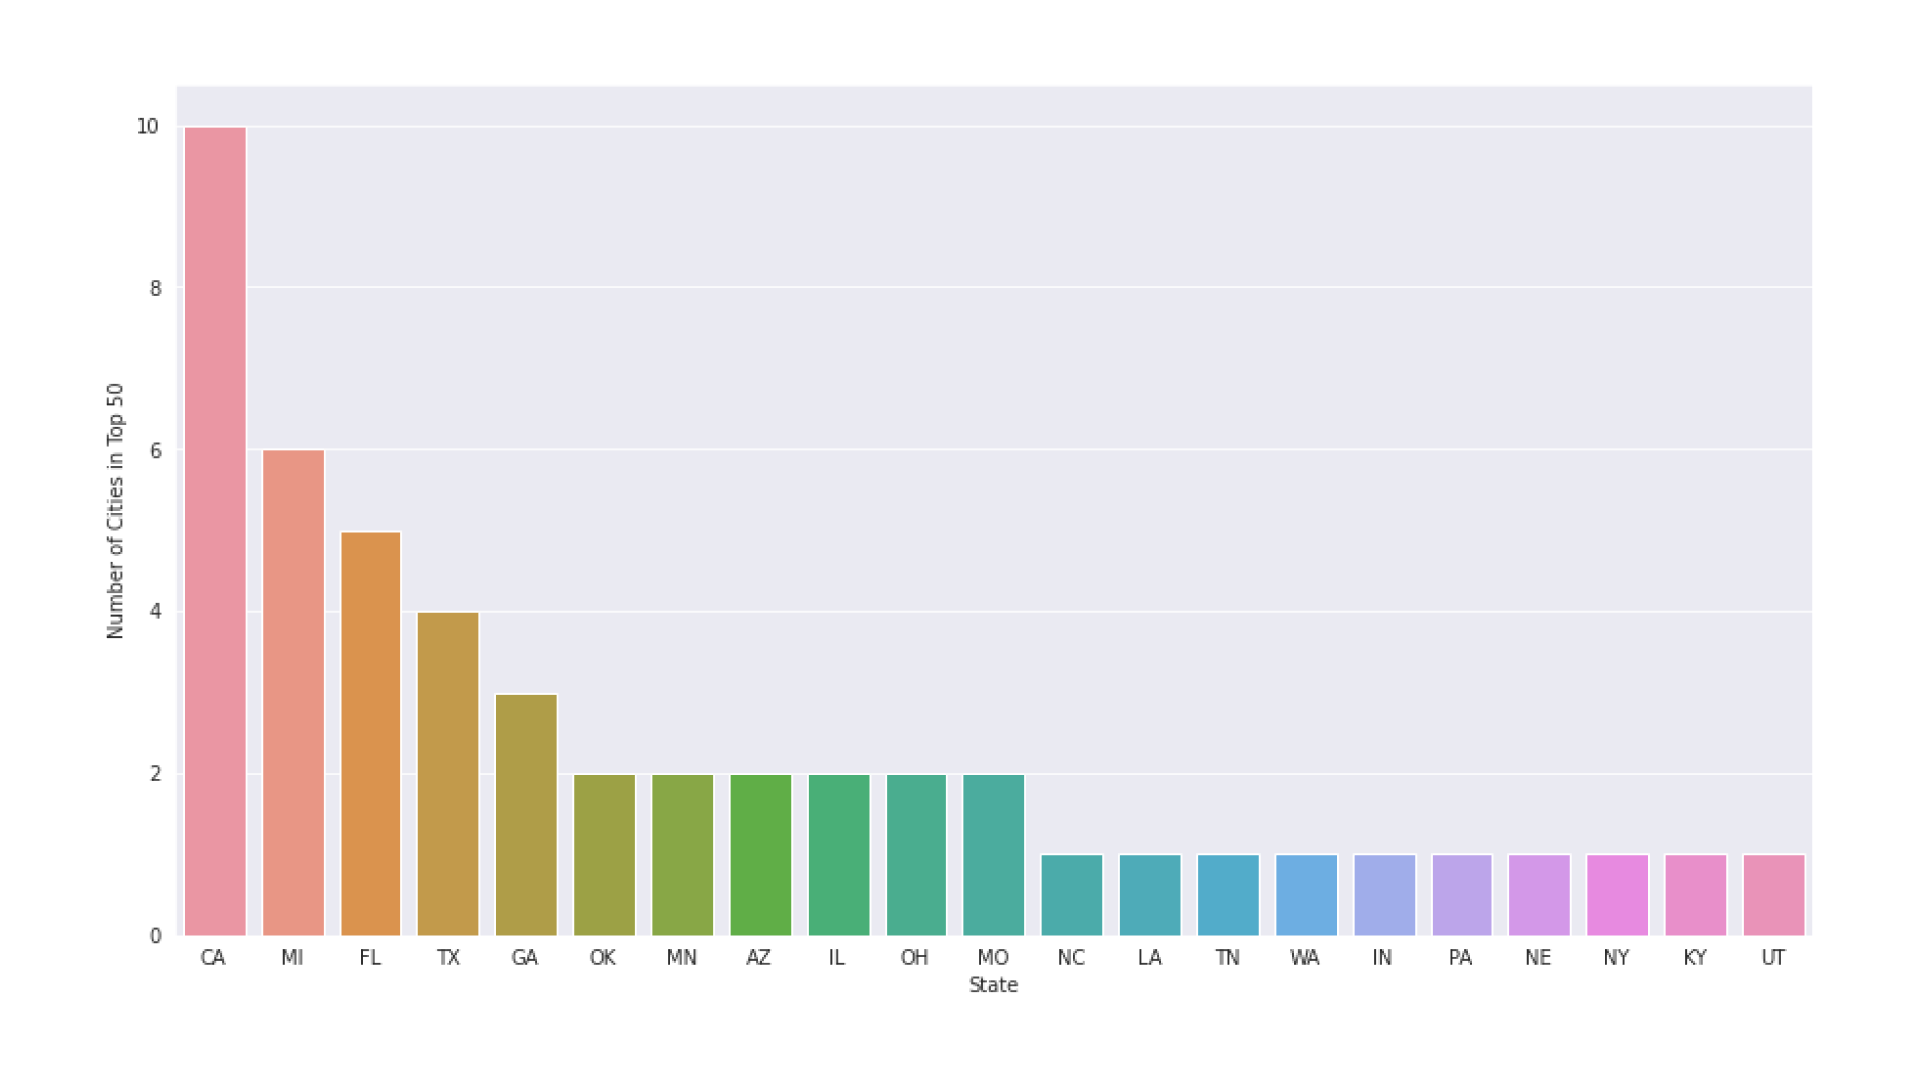 10
8
6
4
2
0
Number of Cities in Top 50
CA MI FL TX GA OK MN AZ IL OH MO NC LA TN WA IN PA NE NY KY UT
State